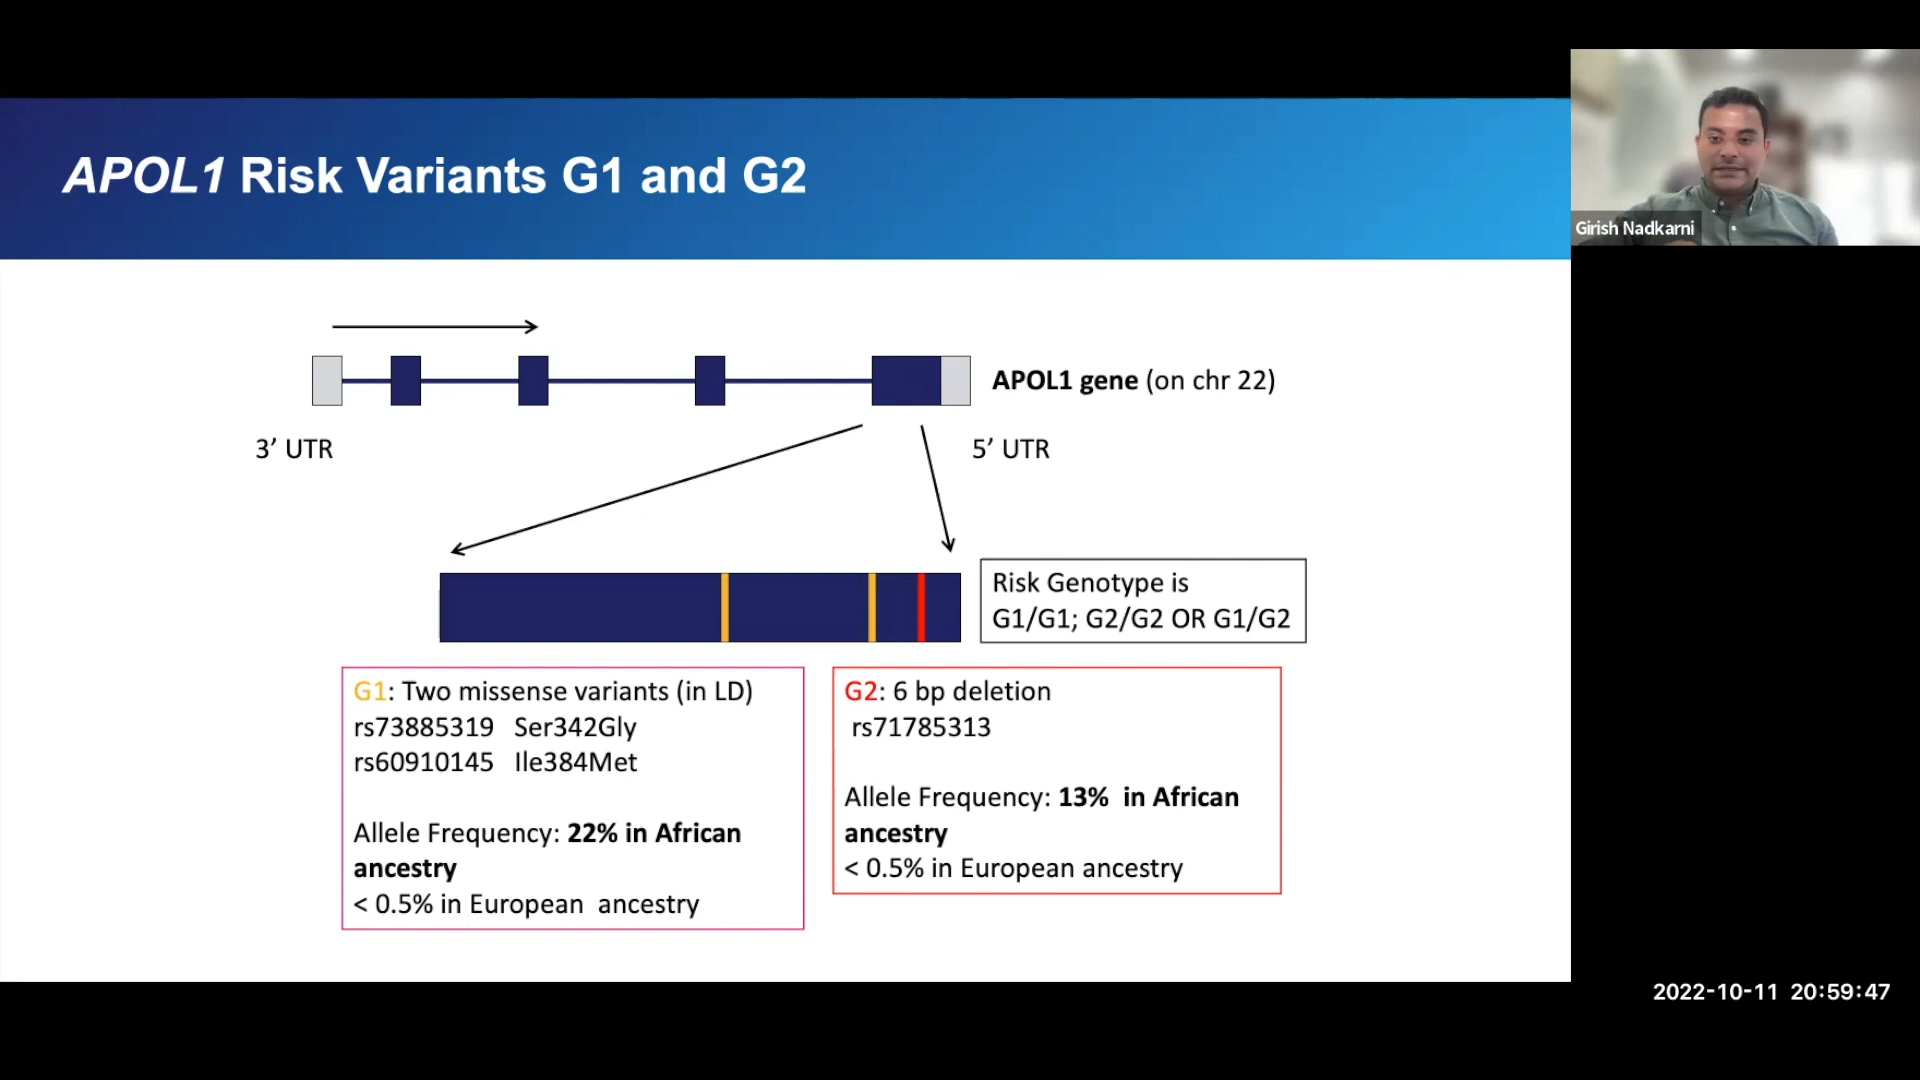 APOL1 Risk Variants G1 and G2
Girish Nadkarni
APOL1 gene (on chr 22)
3’ UTR
5’ UTR
Risk Genotype is
G1/G1; G2/G2 OR G1/G2
G1: Two missense variants (in LD)
rs73885319 Ser342Gly
rs60910145 Ile384Met
Allele Frequency: 22% in African
ancestry
< 0.5% in European ancestry
G2: 6 bp deletion
rs71785313
Allele Frequency: 13% in African
ancestry
< 0.5% in European ancestry
2022-10-11 20:59:47